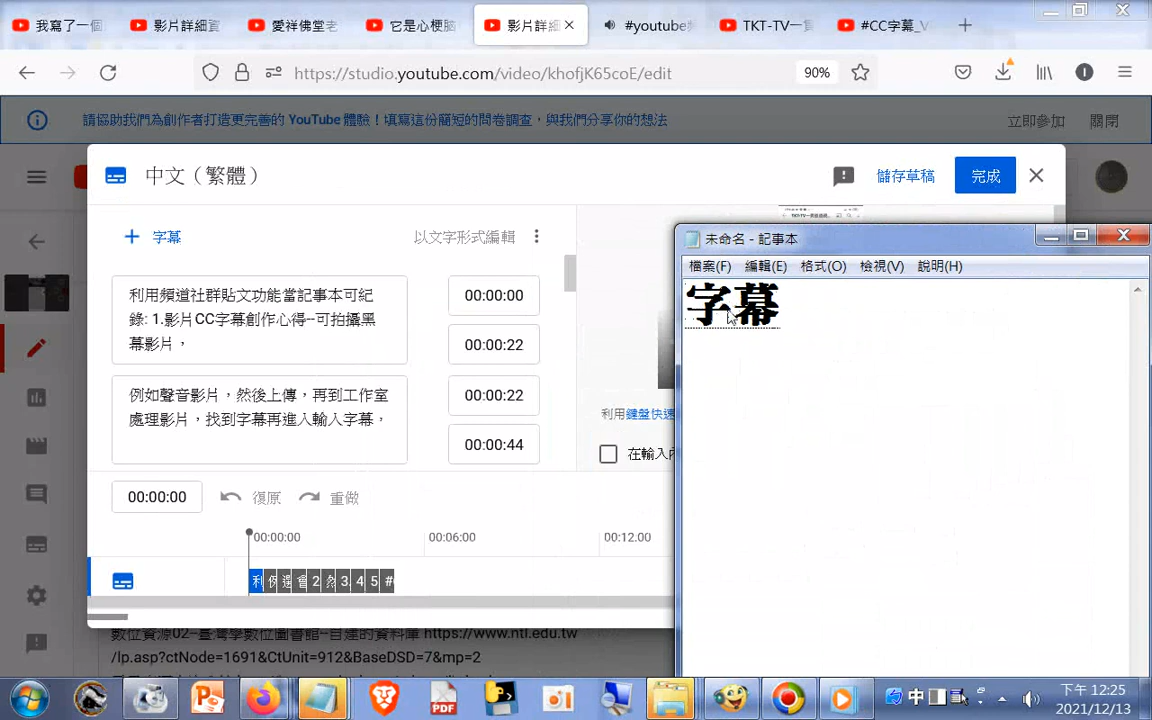 我寫了一個
影片詳細資
愛祥佛堂老
它是心梗腦
影片詳細
#youtube
TKT-TV一
#CC字幕_V
https://studio.youtube.com/video/khofjK65coE/edit
90%
請協助我們為創作者打造更完善的 YouTube 體驗！填寫這份簡短的問卷調查，與我們分享你的想法
立即參加
關閉
中文（繁體）
儲存草稿
完成
字幕
以文字形式編輯
利用頻道社群貼文功能當記事本可紀
錄: 1.影片CC字幕創作心得--可拍攝黑
幕影片，
00:00:00
00:00:22
例如聲音影片，然後上傳，再到工作室
處理影片，找到字幕再進入輸入字幕，
00:00:22
00:00:44
利用鍵盤快速
在輸入內
未命名 - 記事本
檔案(F)
編輯(E)
格式(O)
檢視(V)
說明(H)
字幕
00:00:00
復原
重做
00:00:00
00:06:00
00:12:00
利
例
還
會
2
然
3.
4
5
#
數位資源02--臺灣學數位圖書館--自建的資料庫 https://www.ntl.edu.tw
/lp.asp?ctNode=1691&CtUnit=912&BaseDSD=7&mp=2
中
下午 12:25
2021/12/13